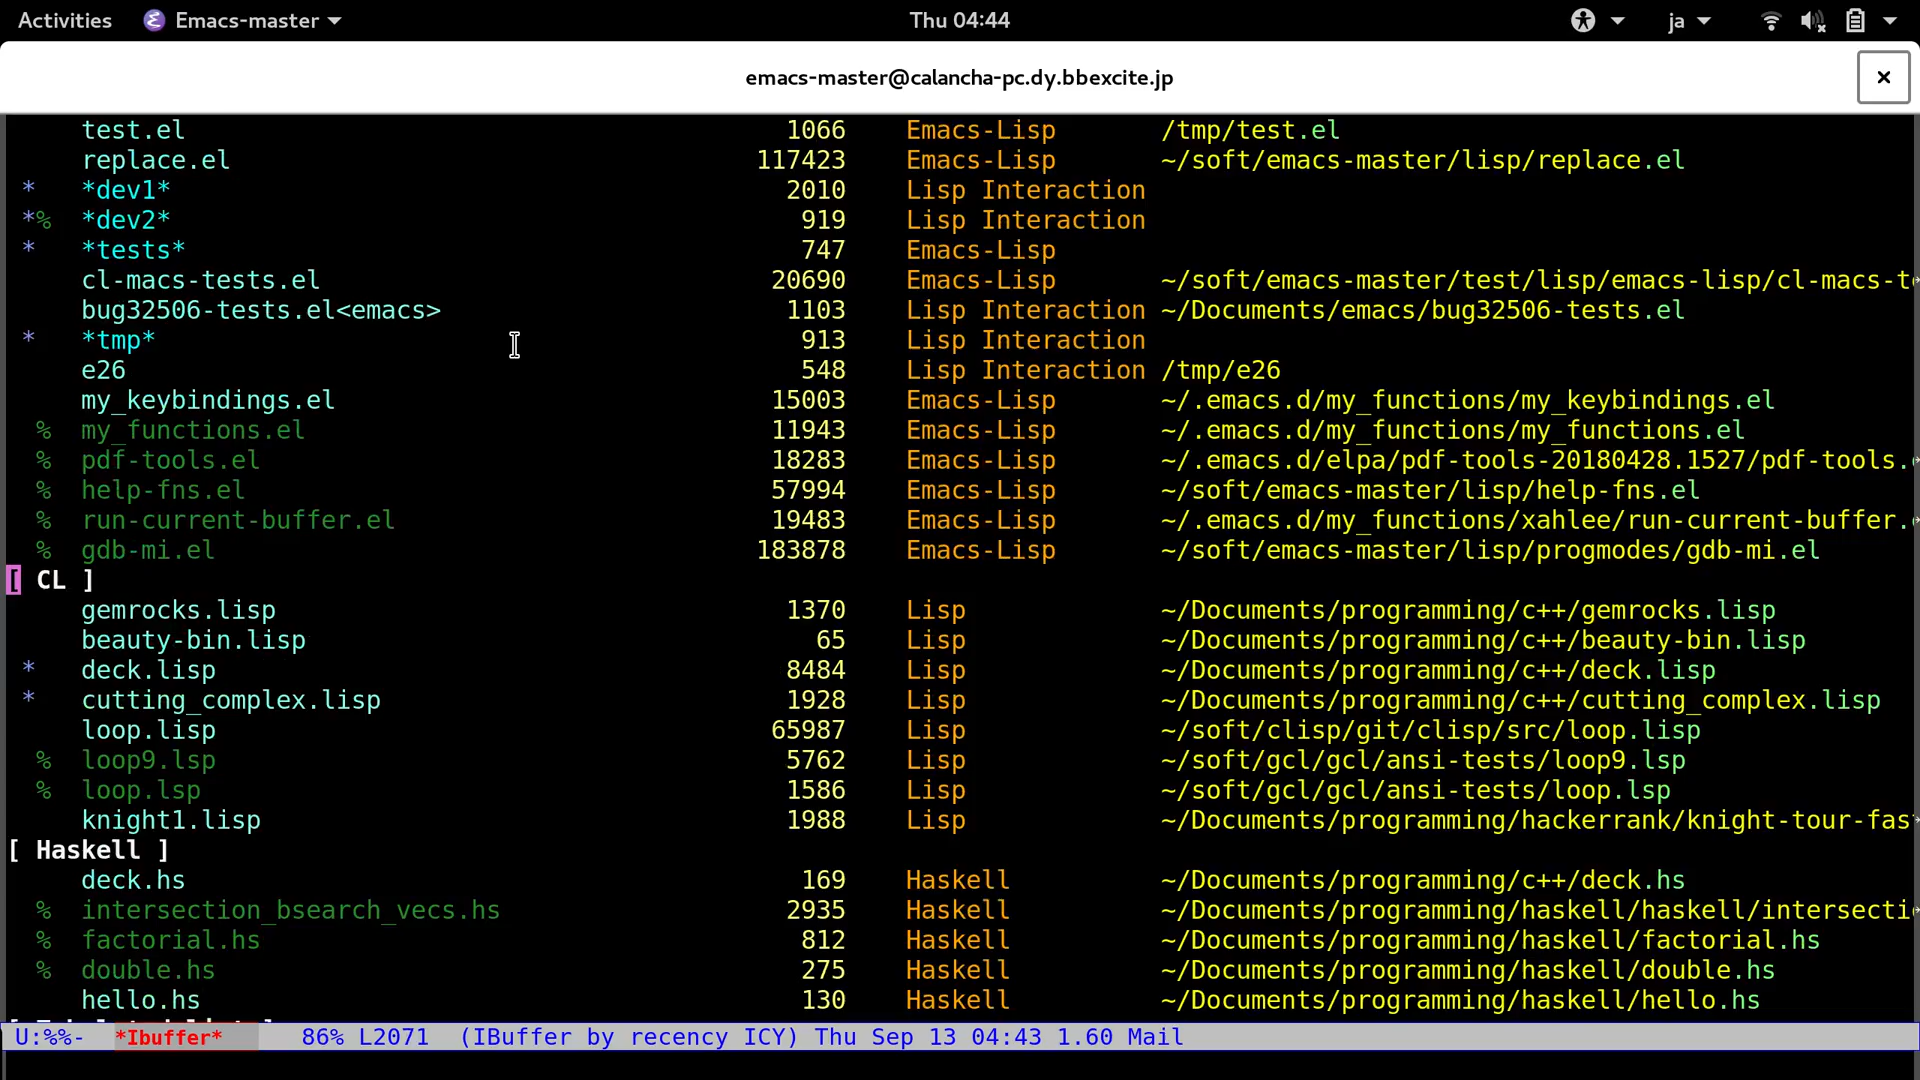 Activities Emacs-master Thu 04:44 ja
emacs-master@calancha-pc.dy.bbexcite.jp ×
test.el 1066 Emacs-Lisp /tmp/test.el
replace.el 117423 Emacs-Lisp ~/soft/emacs-master/lisp/replace.el
* *dev1* 2010 Lisp Interaction
*% *dev2* 919 Lisp Interaction
* *tests* 747 Emacs-Lisp
cl-macs-tests.el 20690 Emacs-Lisp ~/soft/emacs-master/test/lisp/emacs-lisp/cl-macs-t
bug32506-tests.el<emacs> 1103 Lisp Interaction ~/Documents/emacs/bug32506-tests.el
* *tmp* 913 Lisp Interaction
e26 548 Lisp Interaction /tmp/e26
my_keybindings.el 15003 Emacs-Lisp ~/.emacs.d/my_functions/my_keybindings.el
% my_functions.el 11943 Emacs-Lisp ~/.emacs.d/my_functions/my_functions.el
% pdf-tools.el 18283 Emacs-Lisp ~/.emacs.d/elpa/pdf-tools-20180428.1527/pdf-tools.
% help-fns.el 57994 Emacs-Lisp ~/soft/emacs-master/lisp/help-fns.el
% run-current-buffer.el 19483 Emacs-Lisp ~/.emacs.d/my_functions/xahlee/run-current-buffer.
% gdb-mi.el 183878 Emacs-Lisp ~/soft/emacs-master/lisp/progmodes/gdb-mi.el
[ CL ]
gemrocks.lisp 1370 Lisp ~/Documents/programming/c++/gemrocks.lisp
beauty-bin.lisp 65 Lisp ~/Documents/programming/c++/beauty-bin.lisp
* deck.lisp 8484 Lisp ~/Documents/programming/c++/deck.lisp
* cutting_complex.lisp 1928 Lisp ~/Documents/programming/c++/cutting_complex.lisp
loop.lisp 65987 Lisp ~/soft/clisp/git/clisp/src/loop.lisp
% loop9.lsp 5762 Lisp ~/soft/gcl/gcl/ansi-tests/loop9.lsp
% loop.lsp 1586 Lisp ~/soft/gcl/gcl/ansi-tests/loop.lsp
knight1.lisp 1988 Lisp ~/Documents/programming/hackerrank/knight-tour-fas
[ Haskell ]
deck.hs 169 Haskell ~/Documents/programming/c++/deck.hs
% intersection_bsearch_vecs.hs 2935 Haskell ~/Documents/programming/haskell/haskell/intersecti
% factorial.hs 812 Haskell ~/Documents/programming/haskell/factorial.hs
% double.hs 275 Haskell ~/Documents/programming/haskell/double.hs
hello.hs 130 Haskell ~/Documents/programming/haskell/hello.hs
U:%%- *Ibuffer* 86% L2071 (IBuffer by recency ICY) Thu Sep 13 04:43 1.60 Mail